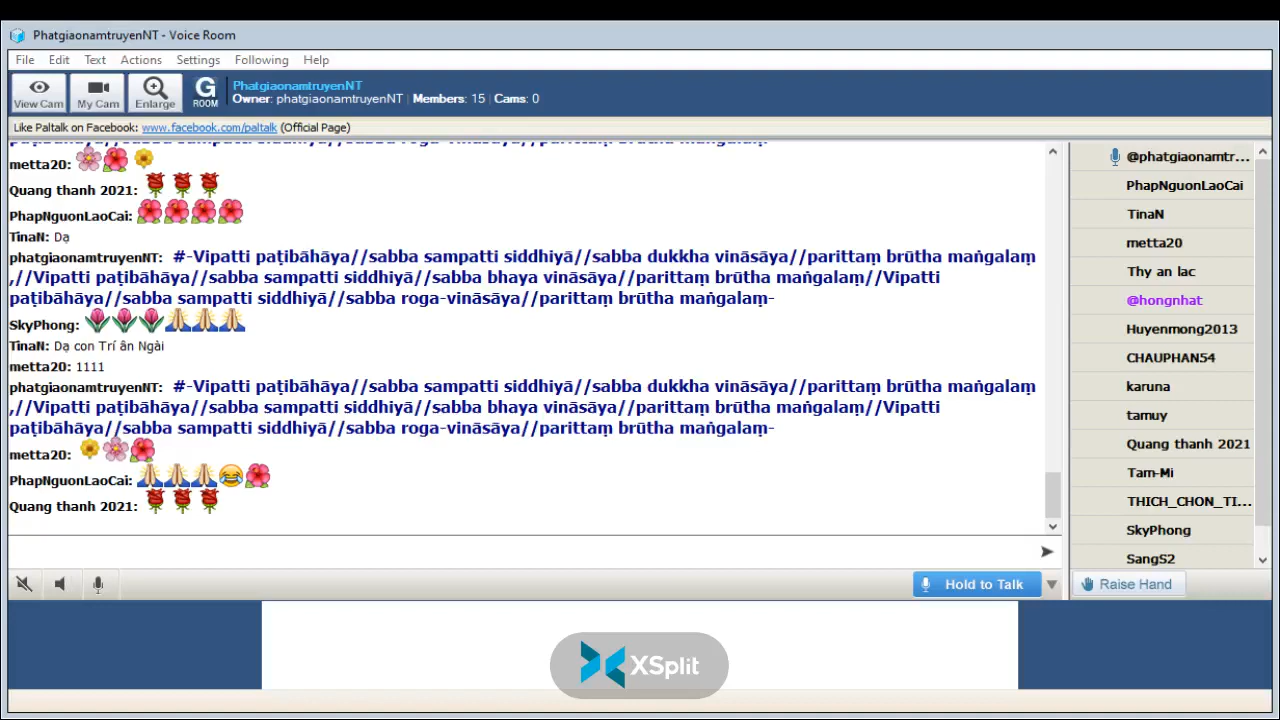 PhatgiaonamtruyenNT - Voice Room
File Edit Text Actions Settings Following Help
View Cam
My Cam
Enlarge
G ROOM
PhatgiaonamtruyenNT
Owner: phatgiaonamtruyenNT | Members: 15 | Cams: 0
Like Paltalk on Facebook: www.facebook.com/paltalk (Official Page)
metta20:
Quang thanh 2021:
PhapNguonLaoCai:
TinaN: Dạ
phatgiaonamtruyenNT: #-Vipatti paṭibāhāya//sabba sampatti siddhiyā//sabba dukkha vināsāya//parittaṃ brūtha maṅgalaṃ
,//Vipatti paṭibāhāya//sabba sampatti siddhiyā//sabba bhaya vināsāya//parittaṃ brūtha maṅgalaṃ//Vipatti
paṭibāhāya//sabba sampatti siddhiyā//sabba roga-vināsāya//parittaṃ brūtha maṅgalaṃ-
SkyPhong:
TinaN: Dạ con Trí ân Ngài
metta20: 1111
phatgiaonamtruyenNT: #-Vipatti paṭibāhāya//sabba sampatti siddhiyā//sabba dukkha vināsāya//parittaṃ brūtha maṅgalaṃ
,//Vipatti paṭibāhāya//sabba sampatti siddhiyā//sabba bhaya vināsāya//parittaṃ brūtha maṅgalaṃ//Vipatti
paṭibāhāya//sabba sampatti siddhiyā//sabba roga-vināsāya//parittaṃ brūtha maṅgalaṃ-
metta20:
PhapNguonLaoCai:
Quang thanh 2021:
@phatgiaonamtr...
PhapNguonLaoCai
TinaN
metta20
Thy an lac
@hongnhat
Huyenmong2013
CHAUPHAN54
karuna
tamuy
Quang thanh 2021
Tam-Mi
THICH_CHON_TI...
SkyPhong
SangS2
Hold to Talk
Raise Hand
XSplit